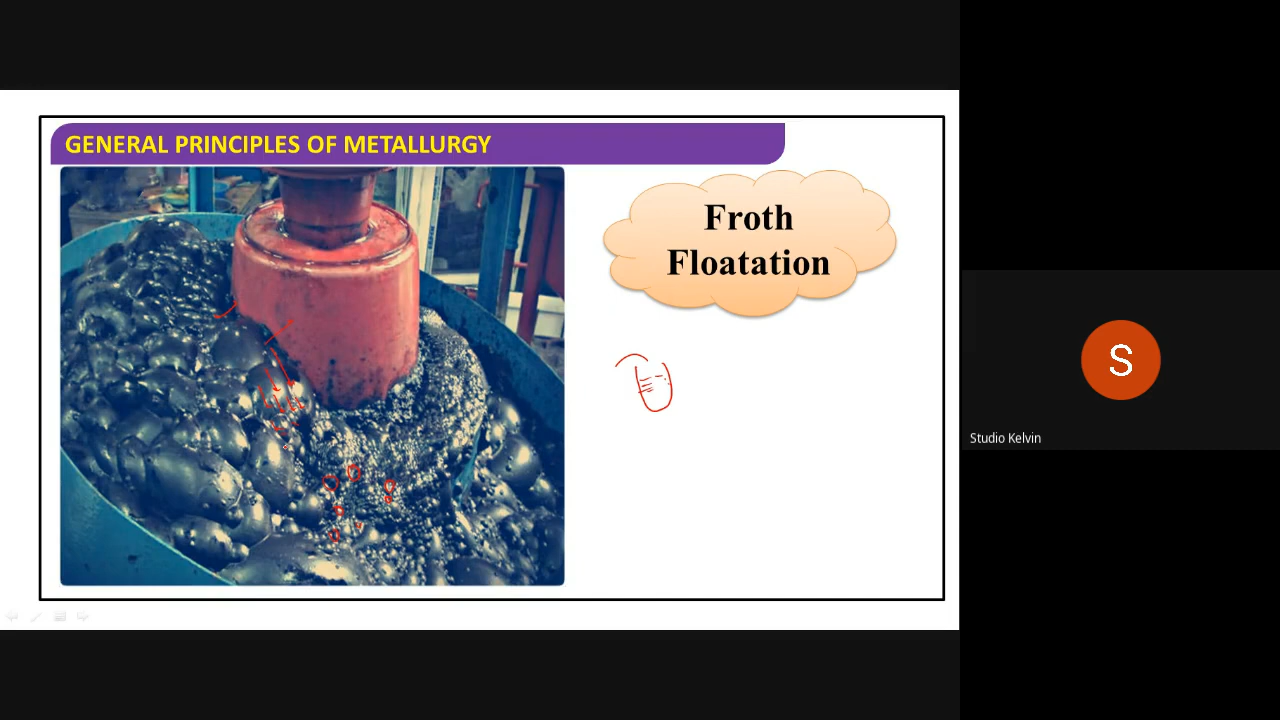 GENERAL PRINCIPLES OF METALLURGY
Froth
Floatation
S
Studio Kelvin